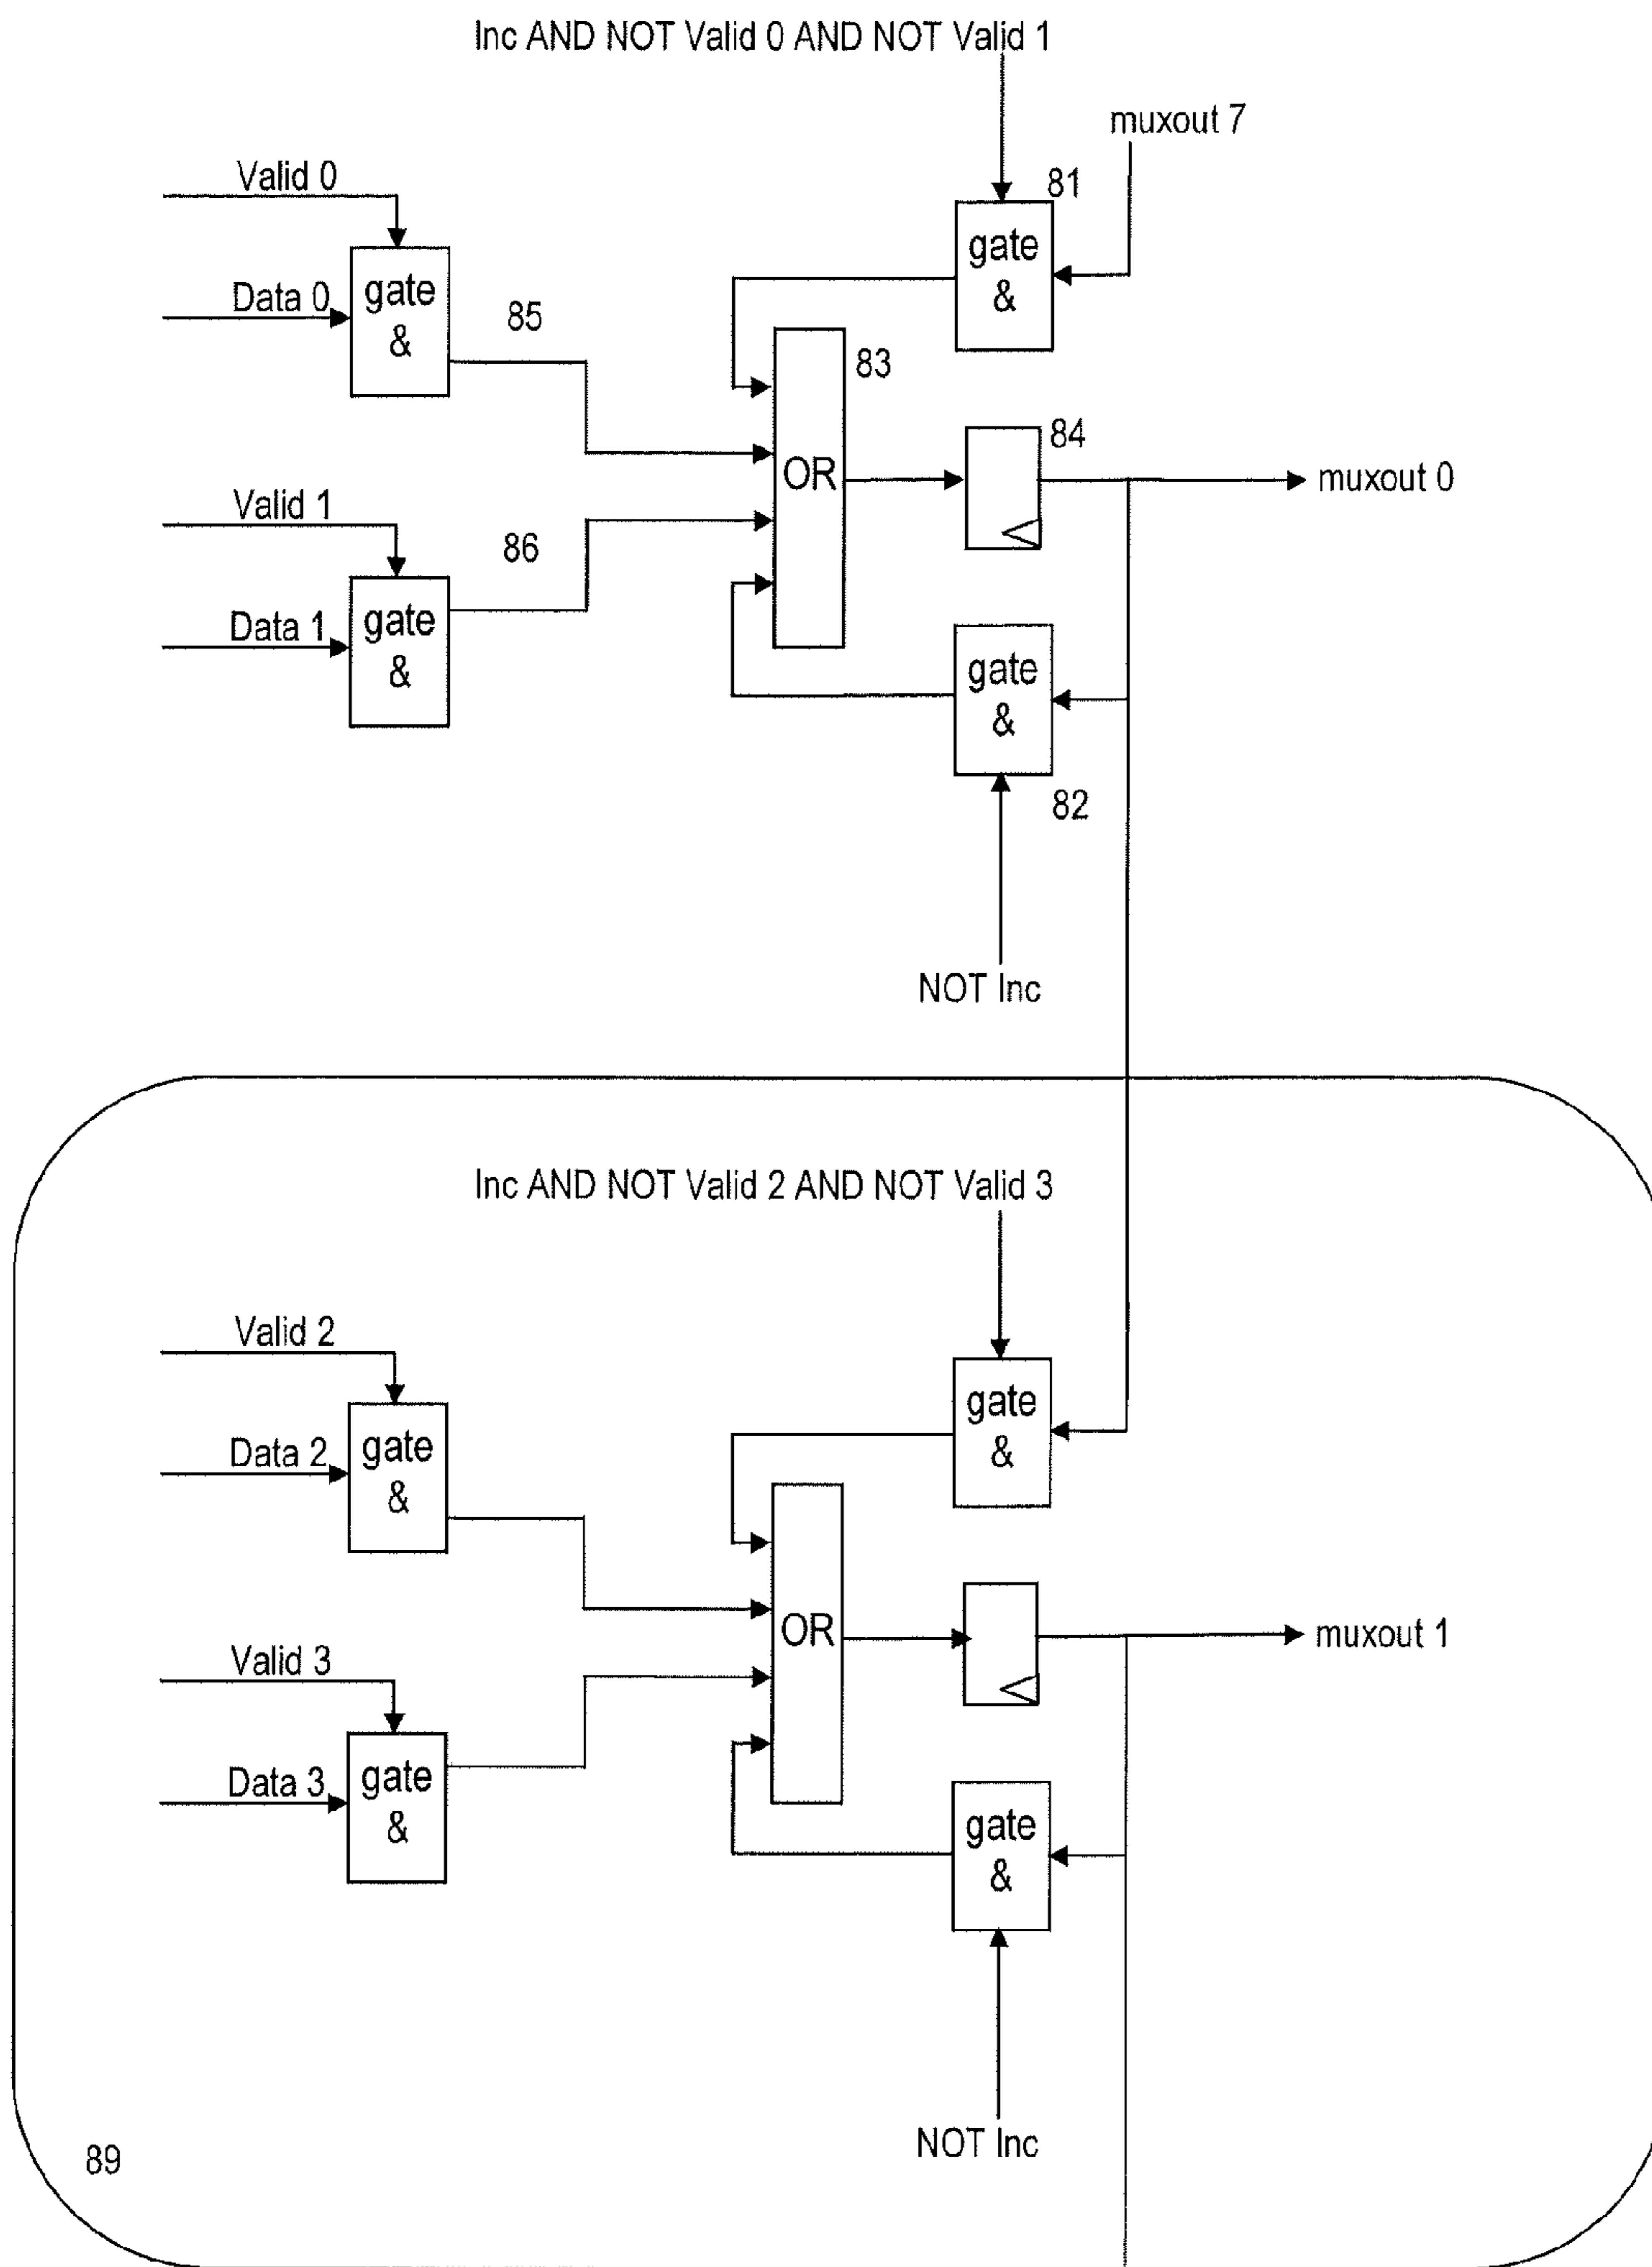 Inc AND NOT Valid 0 AND NOT Valid 1
muxout 7
Valid 0
81
gate
&
Data 0
gate
&
85
83
84
OR
muxout 0
Valid 1
86
Data 1
gate
&
gate
&
82
NOT Inc
Inc AND NOT Valid 2 AND NOT Valid 3
Valid 2
gate
&
Data 2
gate
&
OR
muxout 1
Valid 3
Data 3
gate
&
gate
&
NOT Inc
89